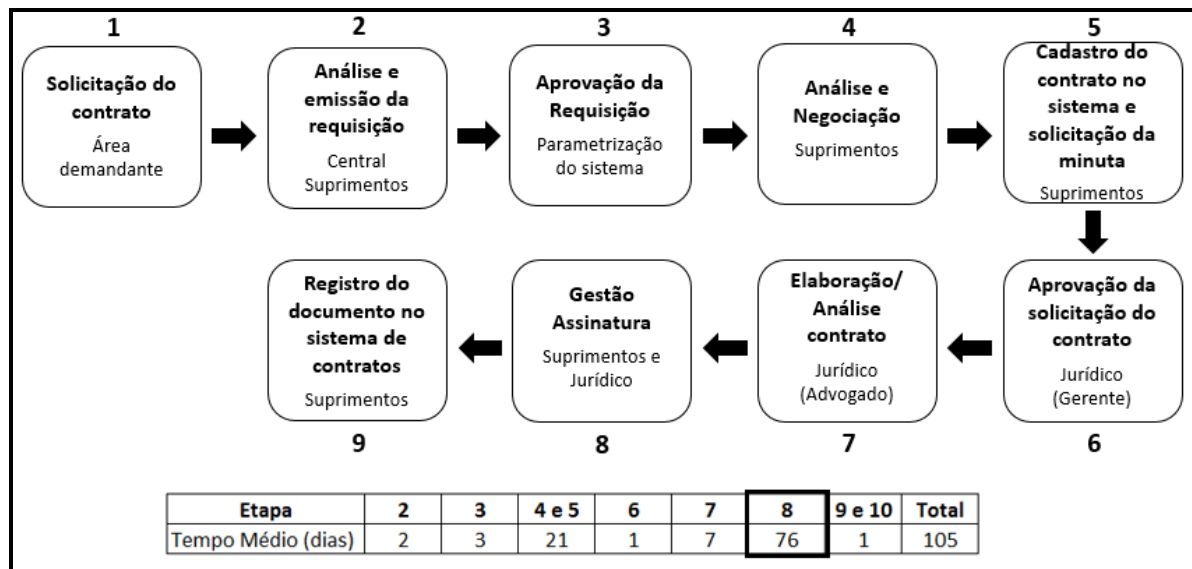 1
Solicitação do
contrato
Área
demandante
2
Análise e
emissão da
requisição
Central
Suprimentos
3
Aprovação da
Requisição
Parametrização
do sistema
4
Análise e
Negociação
Suprimentos
5
Cadastro do
contrato no
sistema e
solicitação da
minuta
Suprimentos
Aprovação da
solicitação do
contrato
Jurídico
(Gerente)
6
Elaboração/
Análise
contrato
Jurídico
(Advogado)
7
Gestão
Assinatura
Suprimentos e
Jurídico
8
Registro do
documento no
sistema de
contratos
Suprimentos
9
Etapa 2 3 4 e 5 6 7 8 9 e 10 Total
Tempo Médio (dias) 2 3 21 1 7 76 1 105